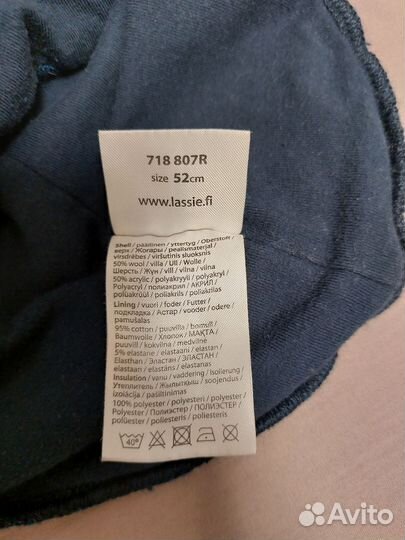 718 807R
size 52cm
www.lassie.fi
Shell / päällinen / yttertyg / Oberstoff /
верх / Жоғары / pealismaterjal /
virsdrēbes / viršutinis sluoksnis
50% wool / villa / Ull / Wolle /
Шерсть / Жүн / vill / vilna / vilna
50% acrylic / polyakryyli / polyakryl /
Polyacryl / полиакрил / АКРИЛ /
polüakrüül / poliakrils / poliakrilas
Lining / vuori / foder / Futter /
подкладка / Астар / vooder / odere /
pamušalas
95% cotton / puuvilla / bomull /
Baumwolle / Хлопок / МАҚТА /
puuvill / kokvilna / medvilnė
5% elastane / elastaani / elastan /
Elasthan / Эластан / ЭЛАСТАН /
elastaan / elastāns / elastanas
Insulation / vanu / vaddering / Isolierung /
Утеплитель / Жылытқыш / soojendus /
izolācija / pašiltinimas
100% polyester / polyesteri / polyester /
Polyester / Полиэстер / ПОЛИЭСТЕР /
polüester / poliesters / poliesteris
40°
Avito